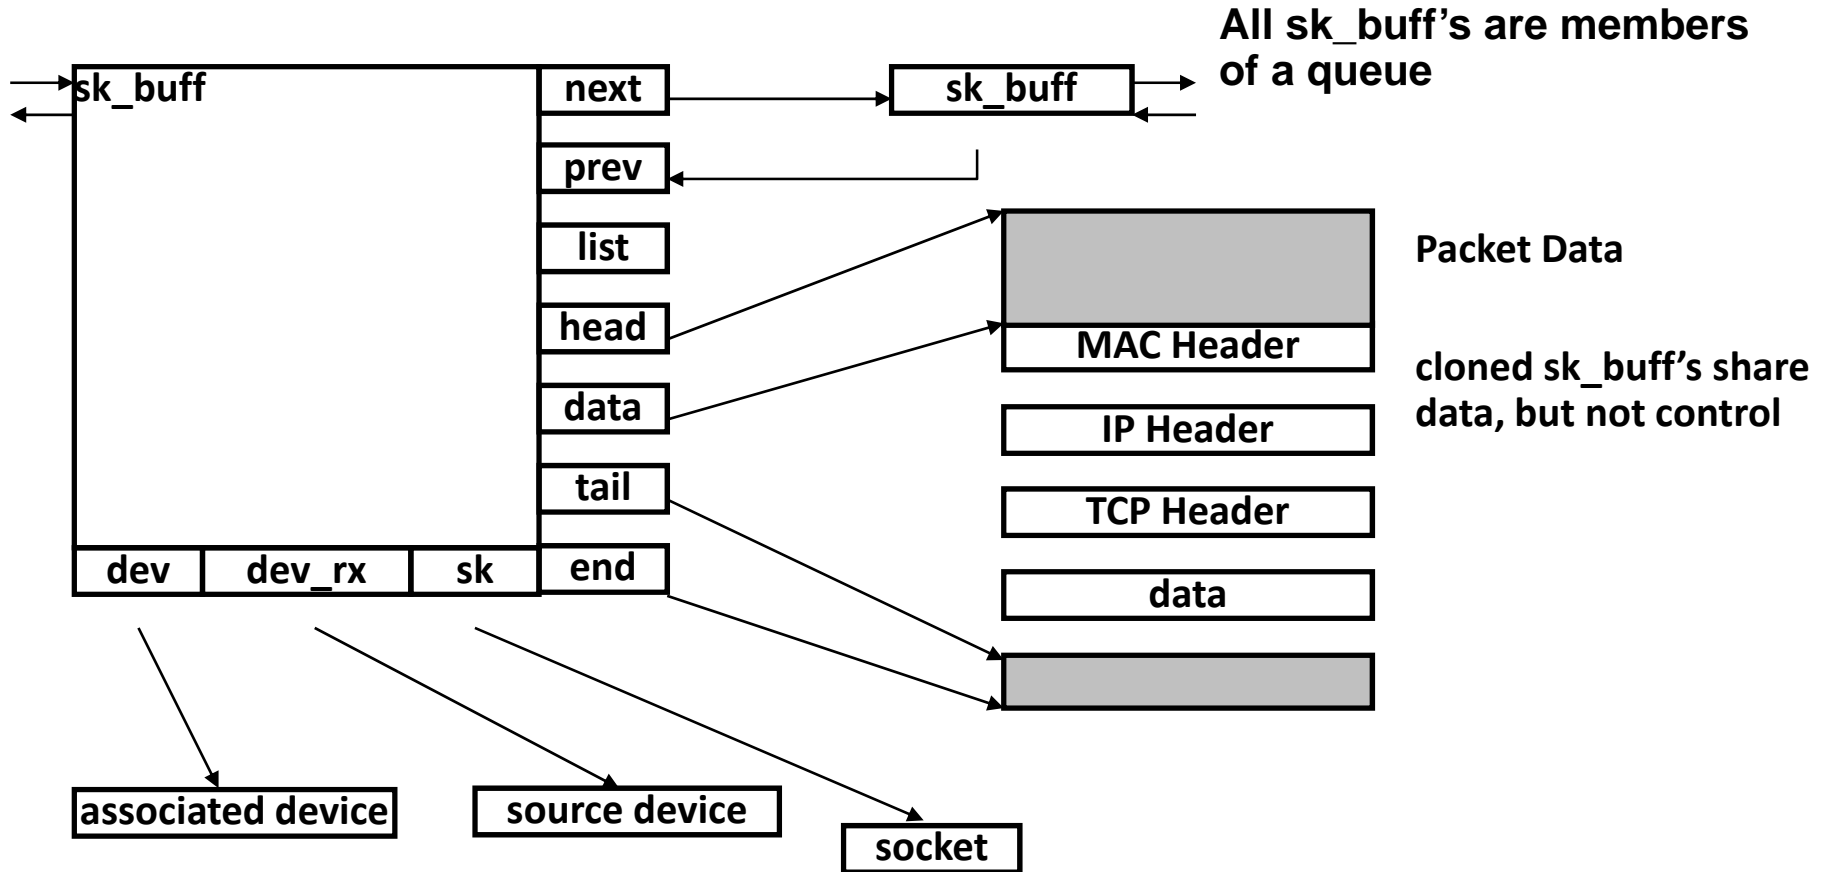 All sk_buff’s are members
of a queue
sk_buff
next
sk_buff
prev
list
head
data
tail
end
dev
dev_rx
sk
Packet Data
MAC Header
cloned sk_buff’s share
data, but not control
IP Header
TCP Header
data
associated device
source device
socket